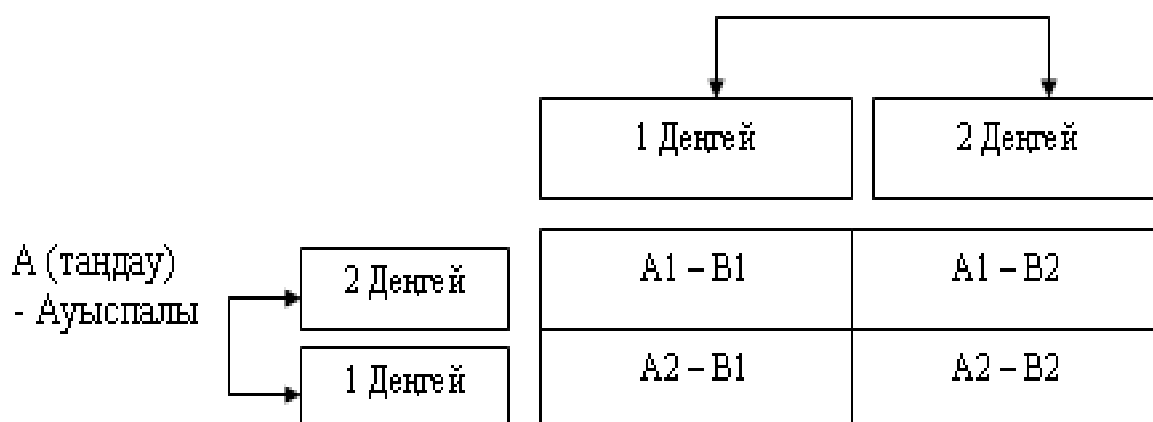 1 Деңгей 2 Деңгей
А (таңдау)
- Ауыспалы
2 Деңгей А1 – В1 А1 – В2
1 Деңгей А2 – В1 А2 – В2